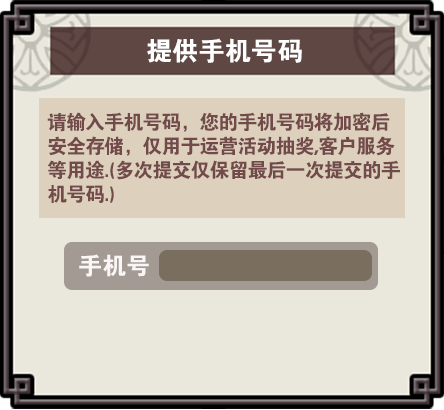 提供手机号码
请输入手机号码，您的手机号码将加密后
安全存储，仅用于运营活动抽奖,客户服务
等用途.(多次提交仅保留最后一次提交的手
机号码.)
手机号